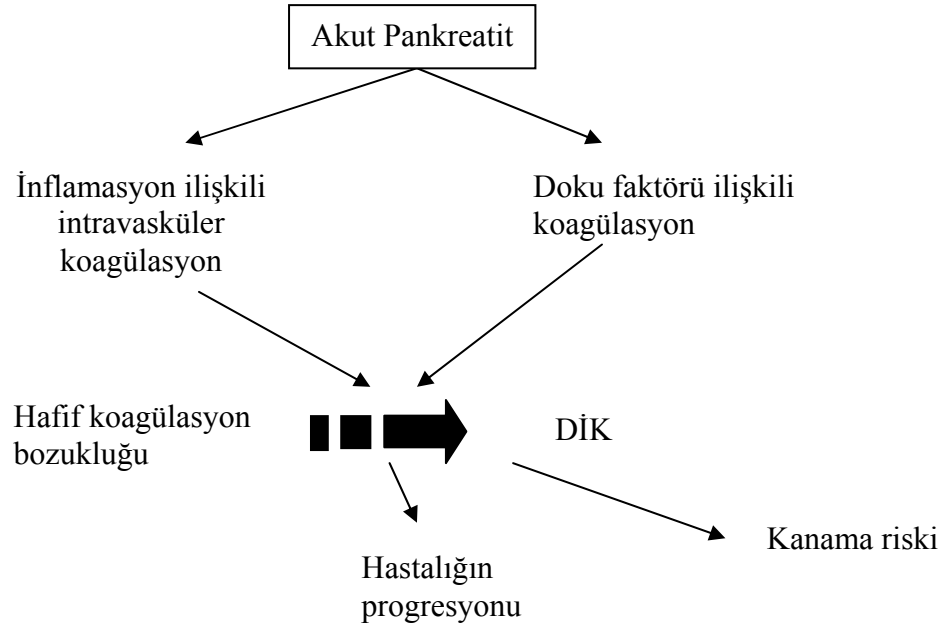 Akut Pankreatit
İnflamasyon ilişkili
intravasküler
koagülasyon
Doku faktörü ilişkili
koagülasyon
Hafif koagülasyon
bozukluğu
DİK
Kanama riski
Hastalığın
progresyonu